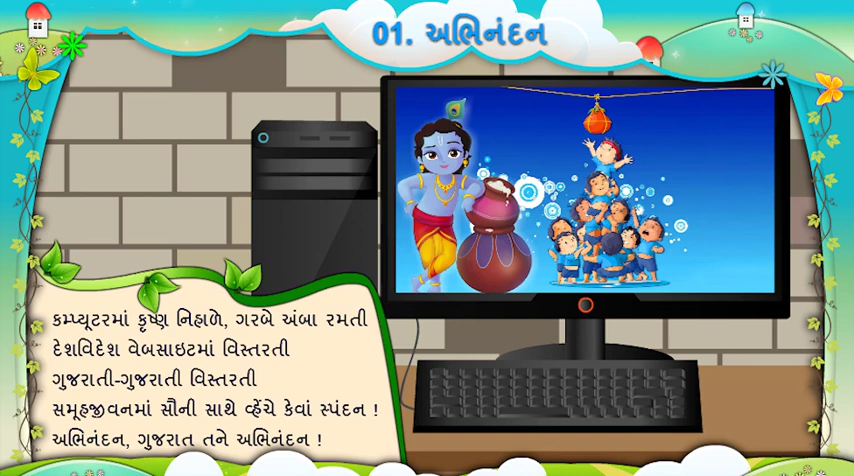 01. અભિનંદન
કમ્પ્યૂટરમાં કૃષ્ણ નિહાળે, ગરબે અંબા રમતી
દેશવિદેશ વેબસાઇટમાં વિસ્તરતી
ગુજરાતી-ગુજરાતી વિસ્તરતી
સમૂહજીવનમાં સૌની સાથે વ્હેંચે કેવાં સ્પંદન !
અભિનંદન, ગુજરાત તને અભિનંદન !